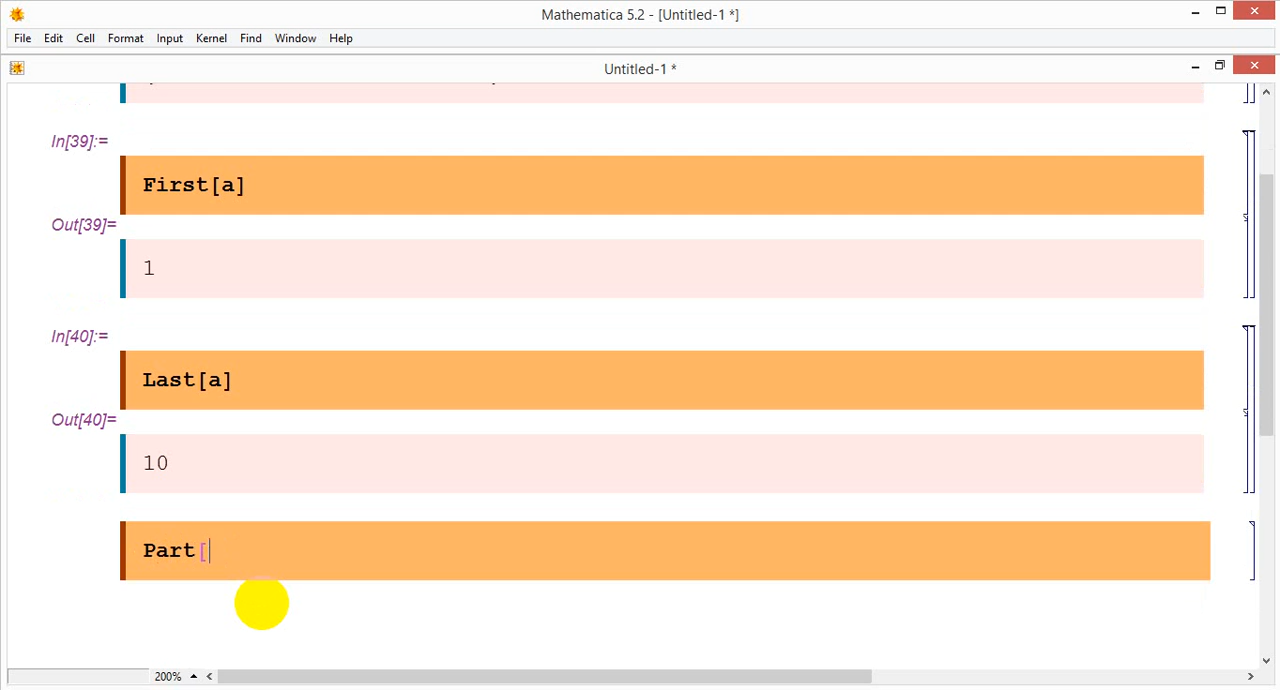 Mathematica 5.2 - [Untitled-1 *]
File Edit Cell Format Input Kernel Find Window Help
Untitled-1 *
In[39]:=
First[a]
Out[39]=
1
In[40]:=
Last[a]
Out[40]=
10
Part[
200%